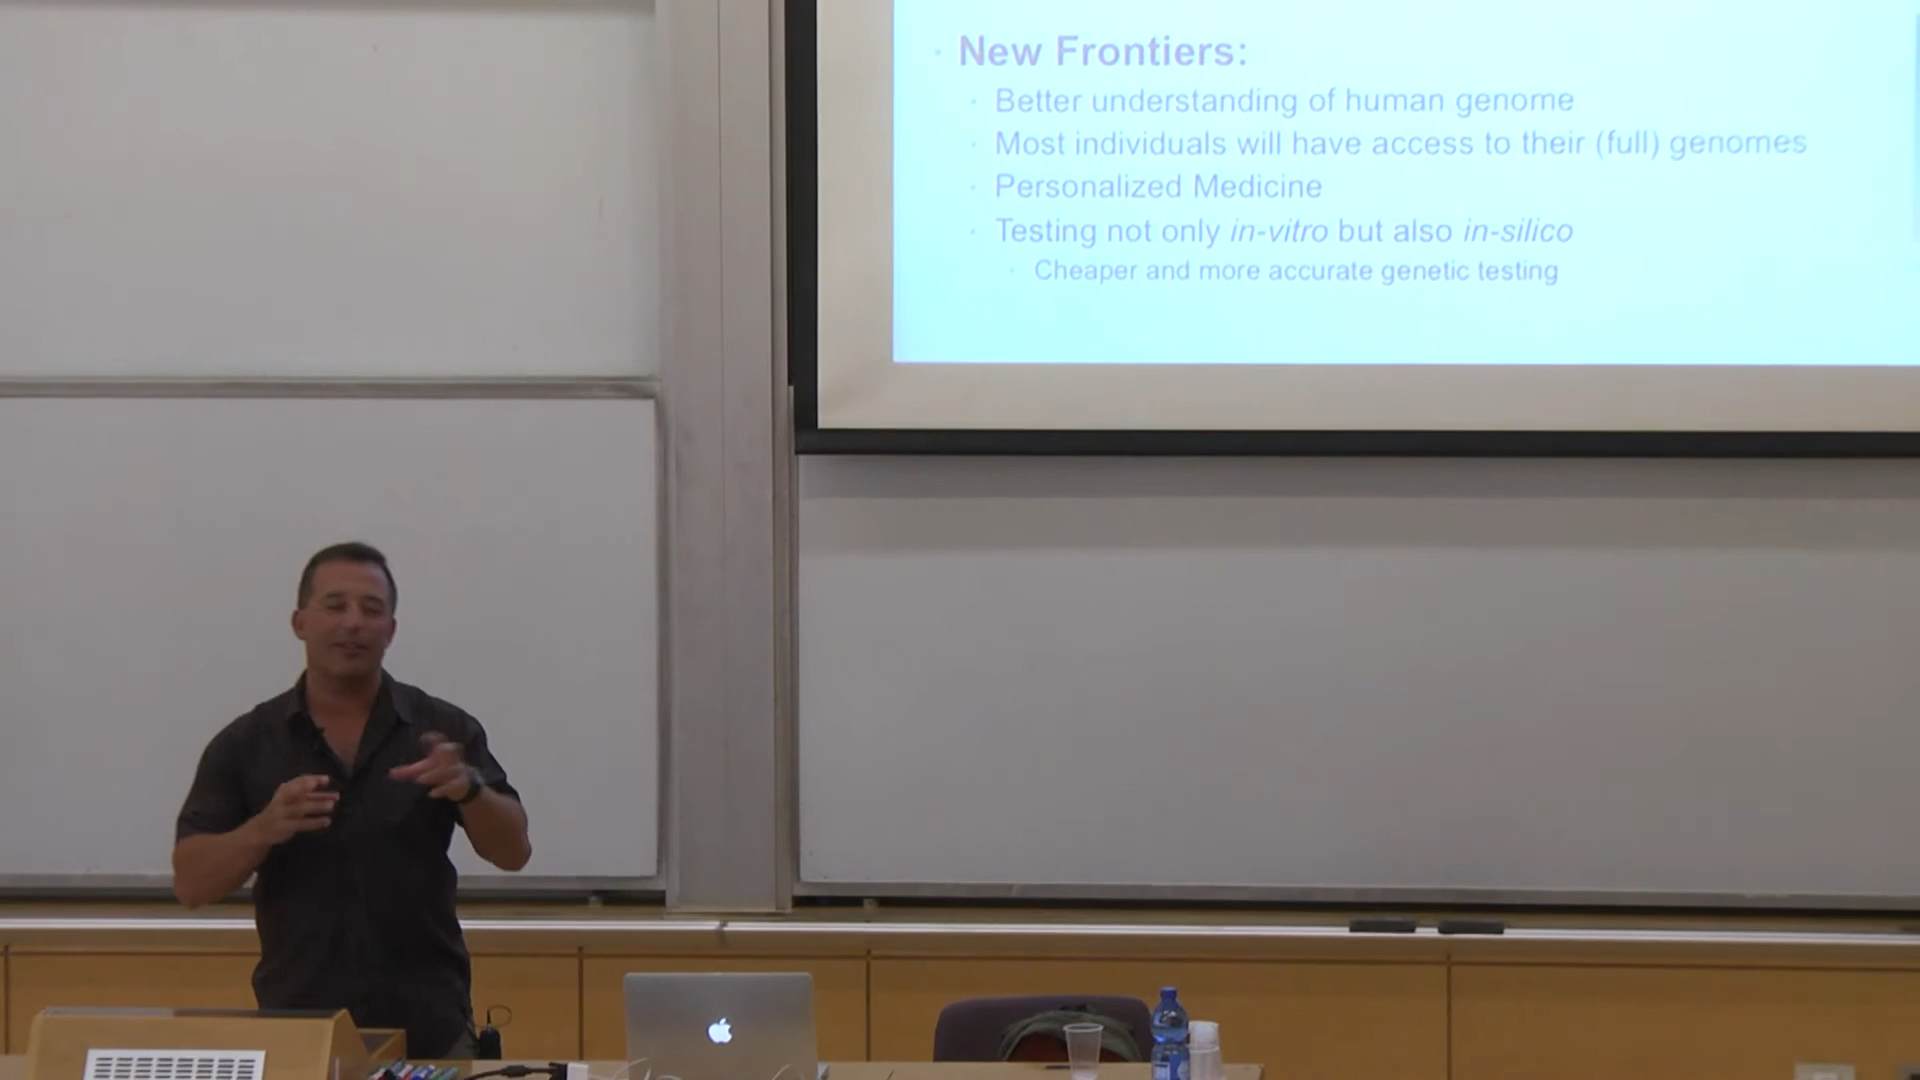 New Frontiers:
Better understanding of human genome
Most individuals will have access to their (full) genomes
Personalized Medicine
Testing not only in-vitro but also in-silico
Cheaper and more accurate genetic testing